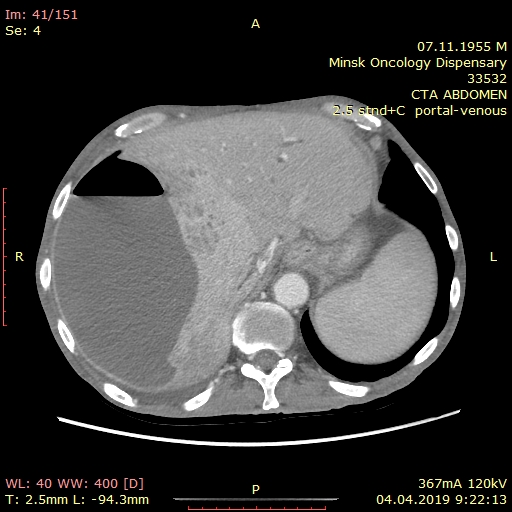 Im: 41/151
Se: 4
A
07.11.1955 M
Minsk Oncology Dispensary
33532
CTA ABDOMEN
2.5 stnd+C portal-venous
R
L
WL: 40 WW: 400 [D]
T: 2.5mm L: -94.3mm
P
367mA 120kV
04.04.2019 9:22:13